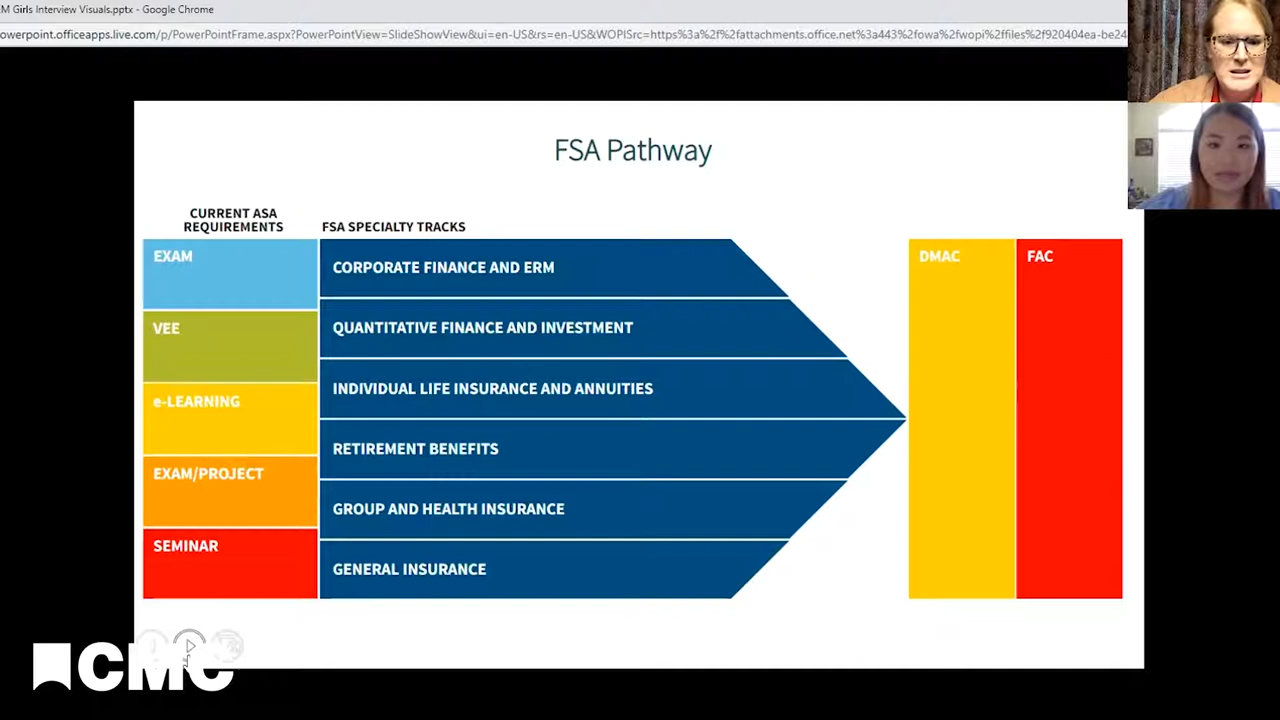 M Girls Interview Visuals.pptx - Google Chrome
owerpoint.officeapps.live.com/p/PowerPointFrame.aspx?PowerPointView=SlideShowView&ui=en-US&rs=en-US&WOPISrc=https%3a%2f%2fattachments.office.net%3a443%2fowa%2fwopi%2ffiles%2f920404ea-be24
FSA Pathway
CURRENT ASA
REQUIREMENTS
FSA SPECIALTY TRACKS
EXAM
VEE
e-LEARNING
EXAM/PROJECT
SEMINAR
CORPORATE FINANCE AND ERM
QUANTITATIVE FINANCE AND INVESTMENT
INDIVIDUAL LIFE INSURANCE AND ANNUITIES
RETIREMENT BENEFITS
GROUP AND HEALTH INSURANCE
GENERAL INSURANCE
DMAC
FAC
CMC